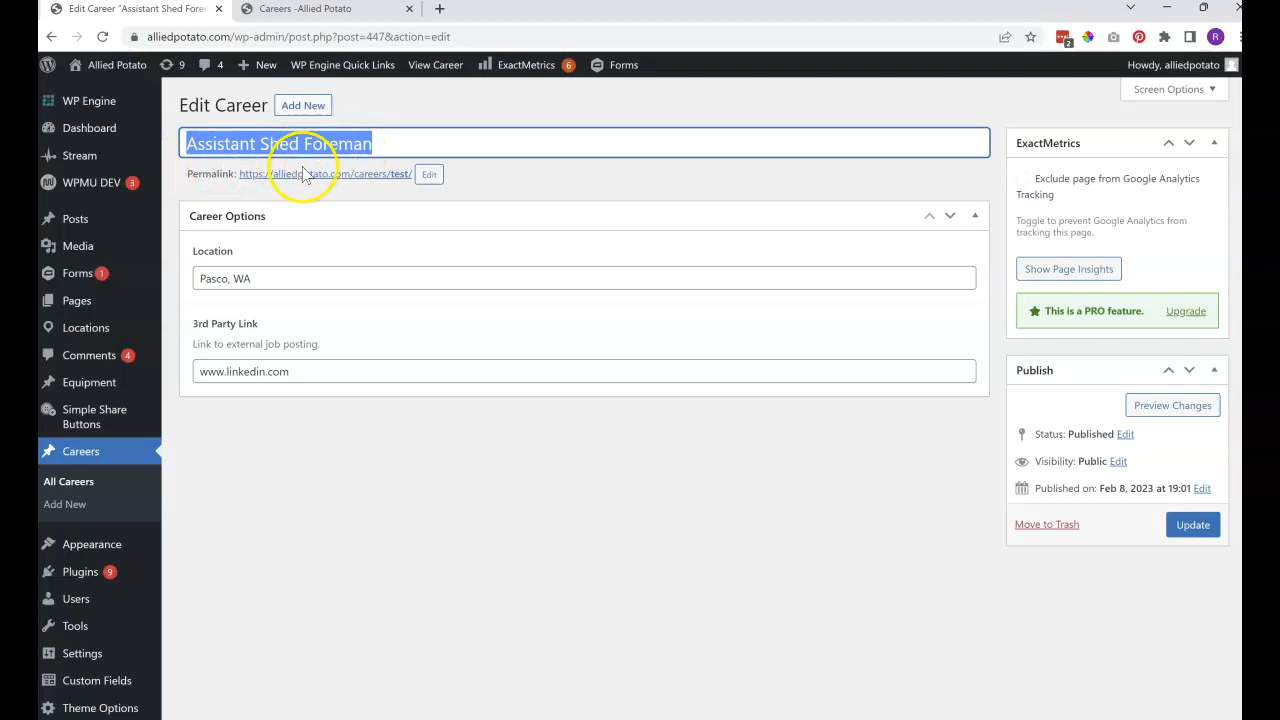 Edit Career "Assistant Shed Forer
Careers -Allied Potato
alliedpotato.com/wp-admin/post.php?post=447&action=edit
2
R
Allied Potato
9
4
New
WP Engine Quick Links
View Career
ExactMetrics
6
Forms
Howdy, alliedpotato
WP Engine
Dashboard
Stream
WPMU DEV 3
Posts
Media
Forms 1
Pages
Locations
Comments 4
Equipment
Simple Share
Buttons
Careers
All Careers
Add New
Appearance
Plugins 9
Users
Tools
Settings
Custom Fields
Theme Options
Screen Options
Edit Career
Add New
Assistant Shed Foreman
Permalink: https://alliedpotato.com/careers/test/ Edit
Career Options
Location
Pasco, WA
3rd Party Link
Link to external job posting.
www.linkedin.com
ExactMetrics
Exclude page from Google Analytics
Tracking
Toggle to prevent Google Analytics from
tracking this page.
Show Page Insights
This is a PRO feature. Upgrade
Publish
Preview Changes
Status: Published Edit
Visibility: Public Edit
Published on: Feb 8, 2023 at 19:01 Edit
Move to Trash
Update